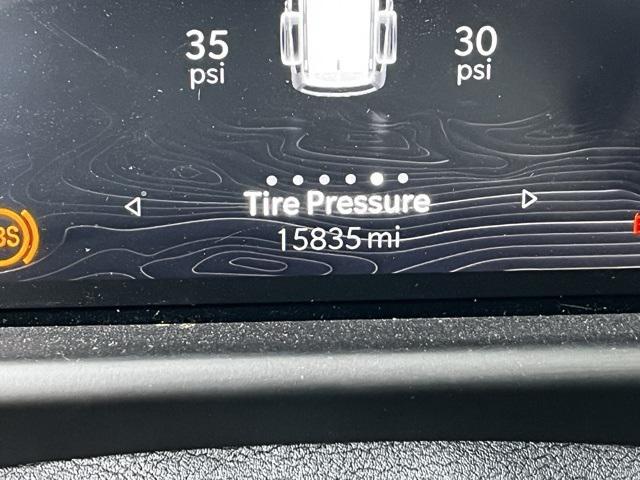 35 30
psi psi
Tire Pressure
15835 mi